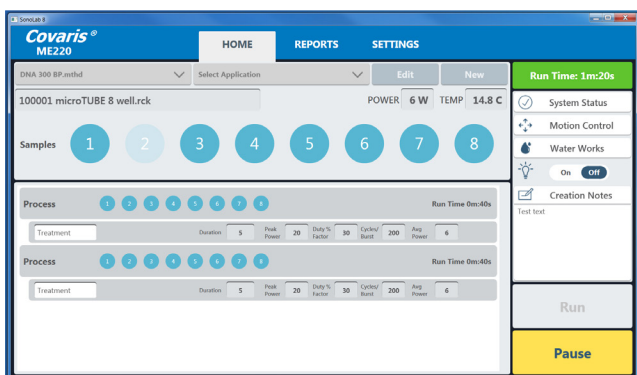 SonoLab 8
Covaris ®
ME220
HOME REPORTS SETTINGS
DNA 300 BP.mthd Select Application Edit New
Run Time: 1m:20s
100001 microTUBE 8 well.rck POWER 6 W TEMP 14.8 C
System Status
Motion Control
Water Works
On Off
Creation Notes
Test text
Samples 1 2 3 4 5 6 7 8
Process 1 2 3 4 5 6 7 8 Run Time 0m:40s
Treatment Duration 5 Peak Power 20 Duty % Factor 30 Cycles/ Burst 200 Avg Power 6
Process 1 2 3 4 5 6 7 8 Run Time 0m:40s
Treatment Duration 5 Peak Power 20 Duty % Factor 30 Cycles/ Burst 200 Avg Power 6
Run
Pause